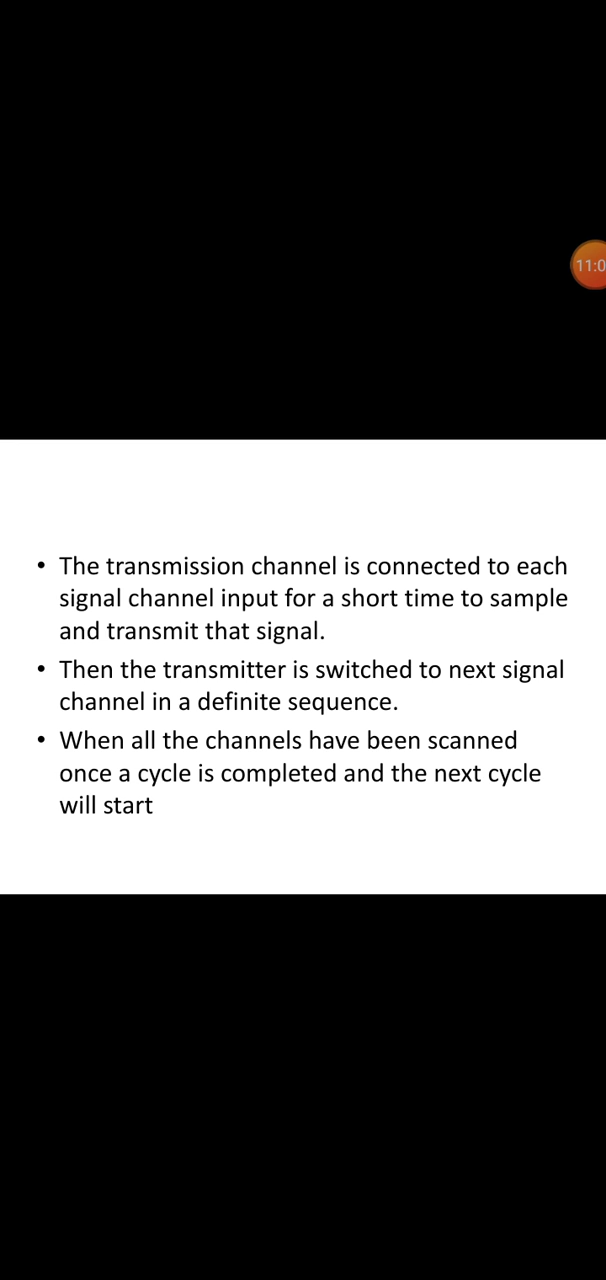 11:0
• The transmission channel is connected to each
signal channel input for a short time to sample
and transmit that signal.
• Then the transmitter is switched to next signal
channel in a definite sequence.
• When all the channels have been scanned
once a cycle is completed and the next cycle
will start